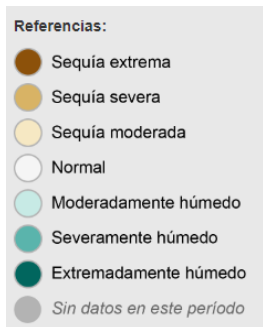 Referencias:
Sequía extrema
Sequía severa
Sequía moderada
Normal
Moderadamente húmedo
Severamente húmedo
Extremadamente húmedo
Sin datos en este período